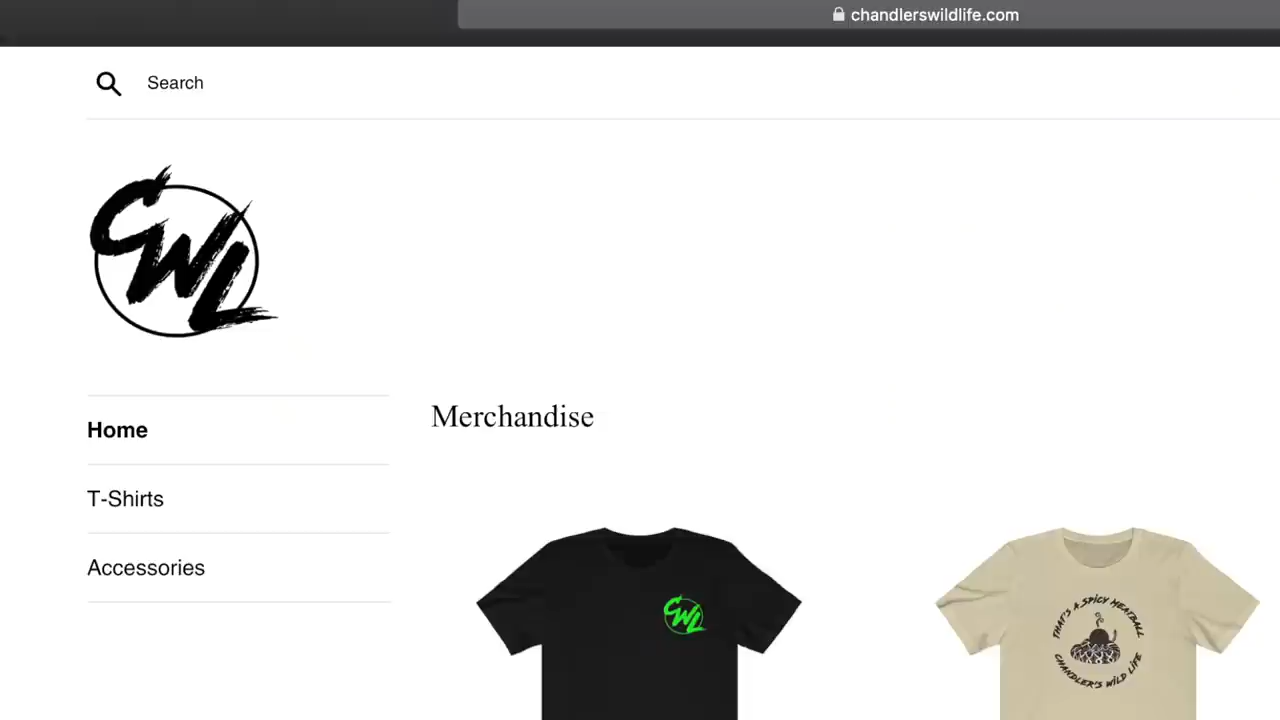 chandlerswildlife.com
Search
CWL
Home
T-Shirts
Accessories
Merchandise
CWL
THAT'S A SPICY MEATBALL
CHANDLER'S WILD LIFE